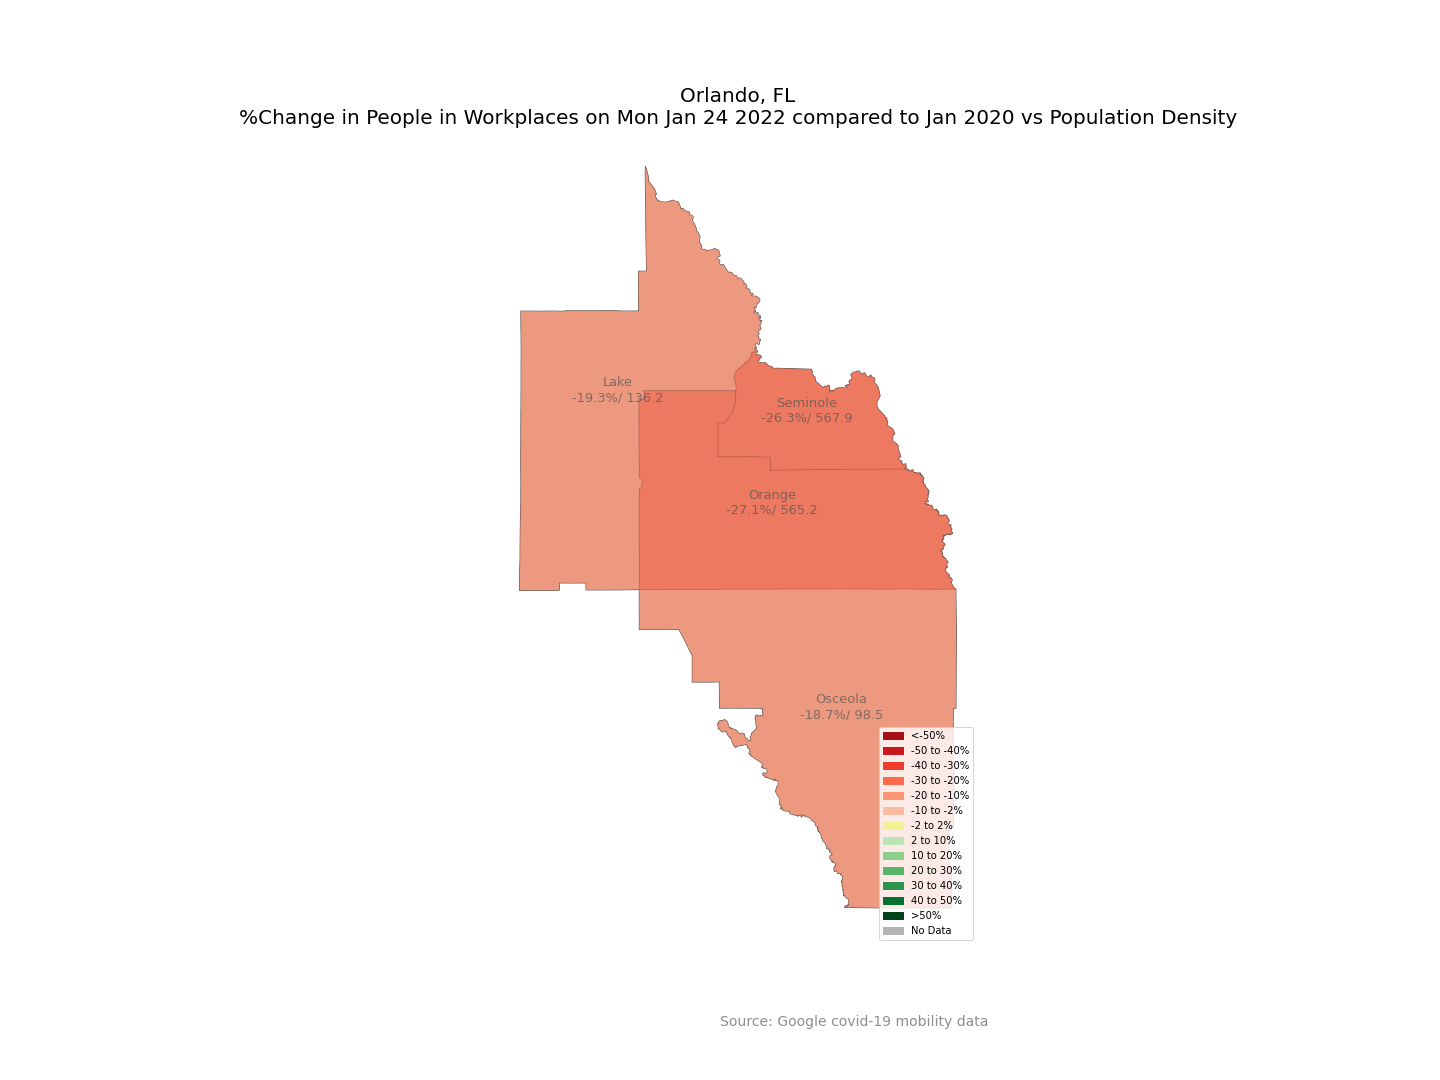 Orlando, FL
%Change in People in Workplaces on Mon Jan 24 2022 compared to Jan 2020 vs Population Density
Lake
-19.3%/ 136.2
Seminole
-26.3%/ 567.9
Orange
-27.1%/ 565.2
Osceola
-18.7%/ 98.5
<-50%
-50 to -40%
-40 to -30%
-30 to -20%
-20 to -10%
-10 to -2%
-2 to 2%
2 to 10%
10 to 20%
20 to 30%
30 to 40%
40 to 50%
>50%
No Data
Source: Google covid-19 mobility data